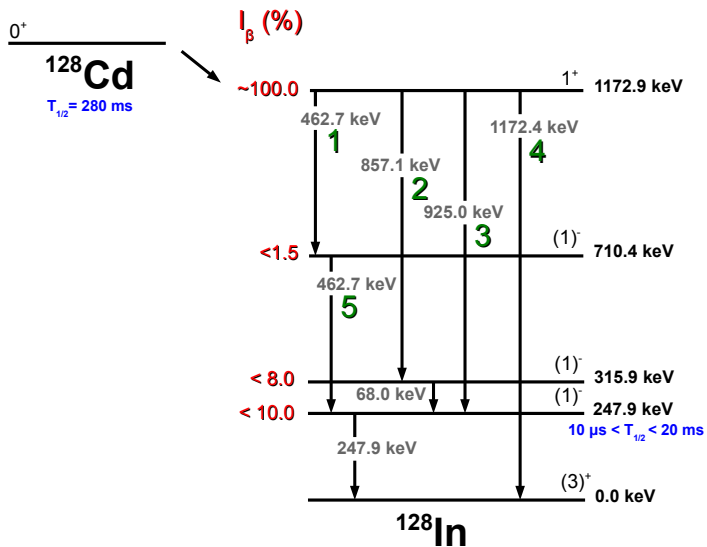 0⁺
¹²⁸Cd
T₁/₂= 280 ms
Iᵦ (%)
~100.0
1⁺
1172.9 keV
462.7 keV
1
857.1 keV
2
925.0 keV
3
1172.4 keV
4
<1.5
(1)⁻
710.4 keV
462.7 keV
5
< 8.0
(1)⁻
315.9 keV
68.0 keV
< 10.0
(1)⁻
247.9 keV
10 µs < T₁/₂ < 20 ms
247.9 keV
(3)⁺
0.0 keV
¹²⁸In